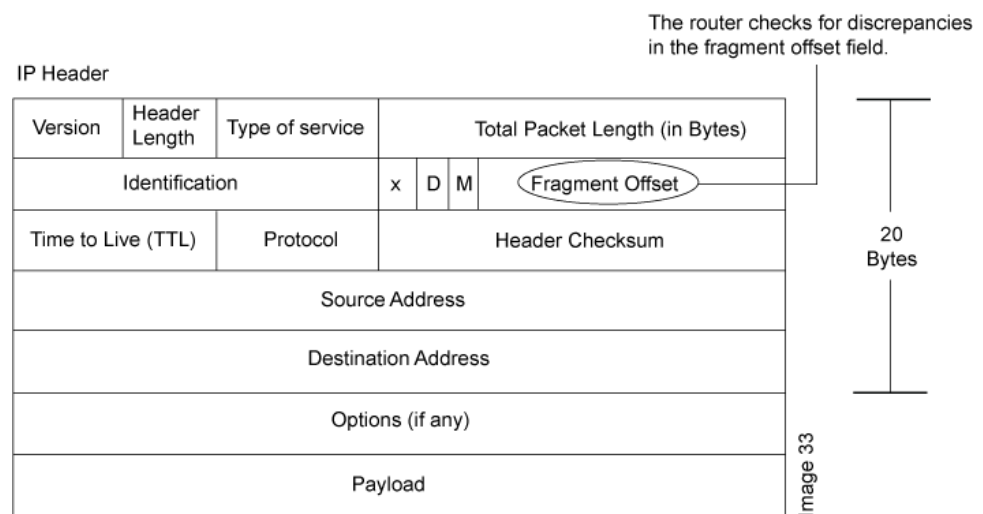 The router checks for discrepancies
in the fragment offset field.
IP Header
Version
Header
Length
Type of service
Total Packet Length (in Bytes)
Identification
x
D
M
Fragment Offset
Time to Live (TTL)
Protocol
Header Checksum
20
Bytes
Source Address
Destination Address
Options (if any)
Payload